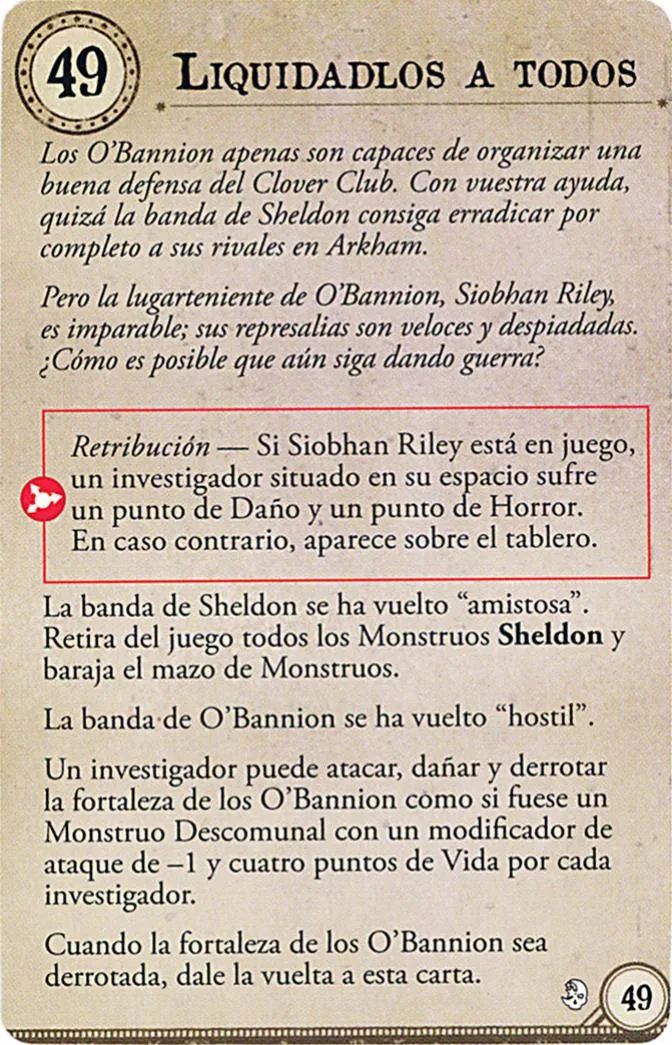 49
LIQUIDADLOS A TODOS
Los O'Bannion apenas son capaces de organizar una
buena defensa del Clover Club. Con vuestra ayuda,
quizá la banda de Sheldon consiga erradicar por
completo a sus rivales en Arkham.
Pero la lugarteniente de O'Bannion, Siobhan Riley,
es imparable; sus represalias son veloces y despiadadas.
¿Cómo es posible que aún siga dando guerra?
Retribución — Si Siobhan Riley está en juego,
un investigador situado en su espacio sufre
un punto de Daño y un punto de Horror.
En caso contrario, aparece sobre el tablero.
La banda de Sheldon se ha vuelto “amistosa”.
Retira del juego todos los Monstruos Sheldon y
baraja el mazo de Monstruos.
La banda de O'Bannion se ha vuelto “hostil”.
Un investigador puede atacar, dañar y derrotar
la fortaleza de los O'Bannion como si fuese un
Monstruo Descomunal con un modificador de
ataque de –1 y cuatro puntos de Vida por cada
investigador.
Cuando la fortaleza de los O'Bannion sea
derrotada, dale la vuelta a esta carta.
49